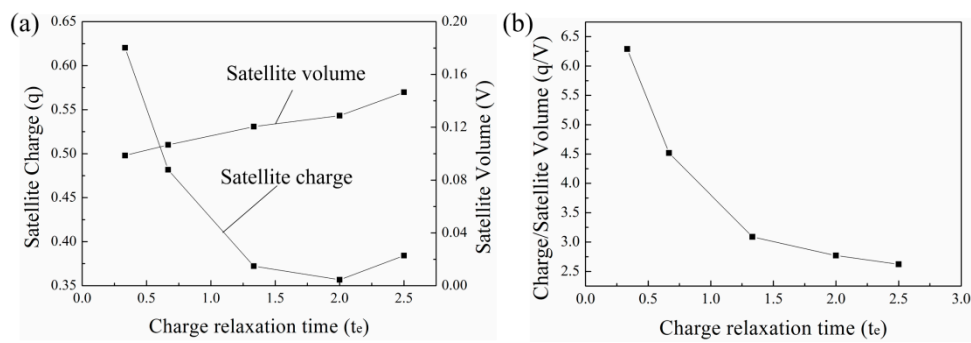 (a)
Satellite Charge (q)
0.65
0.60
0.55
0.50
0.45
0.40
0.35
Satellite volume
Satellite charge
0.20
0.16
0.12
0.08
0.04
0.00
Satellite Volume (V)
0.0 0.5 1.0 1.5 2.0 2.5
Charge relaxation time (te)
(b)
Charge/Satellite Volume (q/V)
6.5
6.0
5.5
5.0
4.5
4.0
3.5
3.0
2.5
0.0 0.5 1.0 1.5 2.0 2.5 3.0
Charge relaxation time (te)